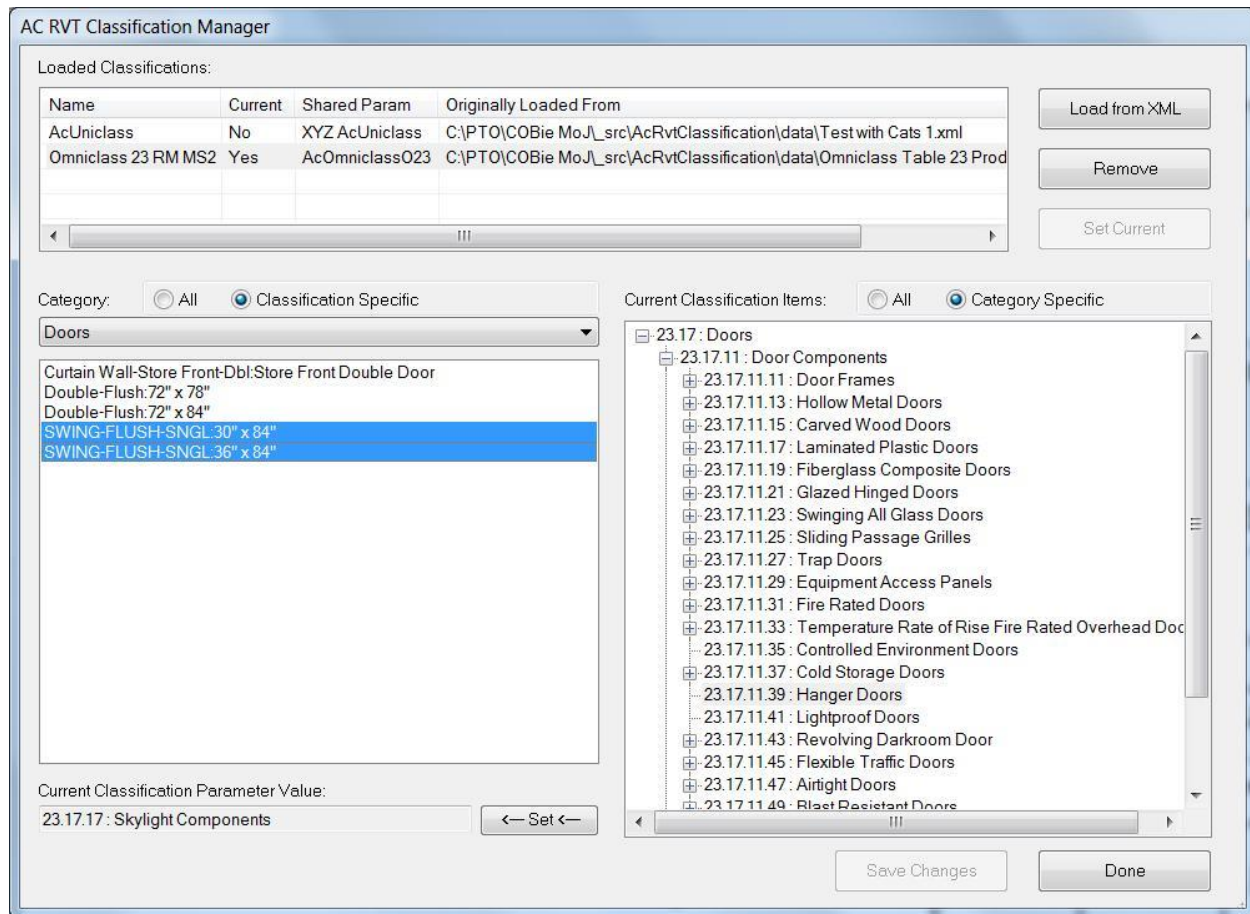 AC RVT Classification Manager
Loaded Classifications:
Name Current Shared Param Originally Loaded From
AcUniclass No XYZ AcUniclass C:\PTO\COBie MoJ\_src\AcRvtClassification\data\Test with Cats 1.xml
Omniclass 23 RM MS2 Yes AcOmniclassO23 C:\PTO\COBie MoJ\_src\AcRvtClassification\data\Omniclass Table 23 Prod
Load from XML
Remove
Set Current
Category: All Classification Specific
Doors
Curtain Wall-Store Front-Dbl:Store Front Double Door
Double-Flush:72" x 78"
Double-Flush:72" x 84"
SWING-FLUSH-SNGL:30" x 84"
SWING-FLUSH-SNGL:36" x 84"
Current Classification Parameter Value:
23.17.17 : Skylight Components
<— Set <—
Current Classification Items: All Category Specific
23.17 : Doors
23.17.11 : Door Components
23.17.11.11 : Door Frames
23.17.11.13 : Hollow Metal Doors
23.17.11.15 : Carved Wood Doors
23.17.11.17 : Laminated Plastic Doors
23.17.11.19 : Fiberglass Composite Doors
23.17.11.21 : Glazed Hinged Doors
23.17.11.23 : Swinging All Glass Doors
23.17.11.25 : Sliding Passage Grilles
23.17.11.27 : Trap Doors
23.17.11.29 : Equipment Access Panels
23.17.11.31 : Fire Rated Doors
23.17.11.33 : Temperature Rate of Rise Fire Rated Overhead Doc
23.17.11.35 : Controlled Environment Doors
23.17.11.37 : Cold Storage Doors
23.17.11.39 : Hanger Doors
23.17.11.41 : Lightproof Doors
23.17.11.43 : Revolving Darkroom Door
23.17.11.45 : Flexible Traffic Doors
23.17.11.47 : Airtight Doors
23.17.11.49 : Blast Resistant Doors
Save Changes
Done